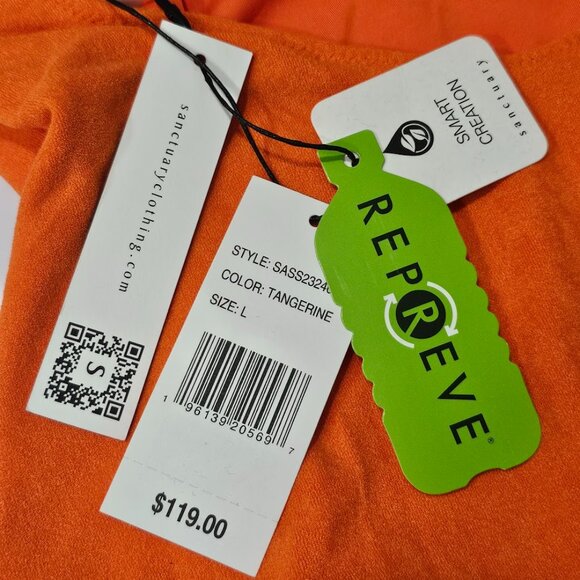 sanctuaryclothing.com
S
STYLE: SASS2324
COLOR: TANGERINE
SIZE: L
1 96139 20569 7
$119.00
SMART
CREATION
sanctuary
REPREVE®